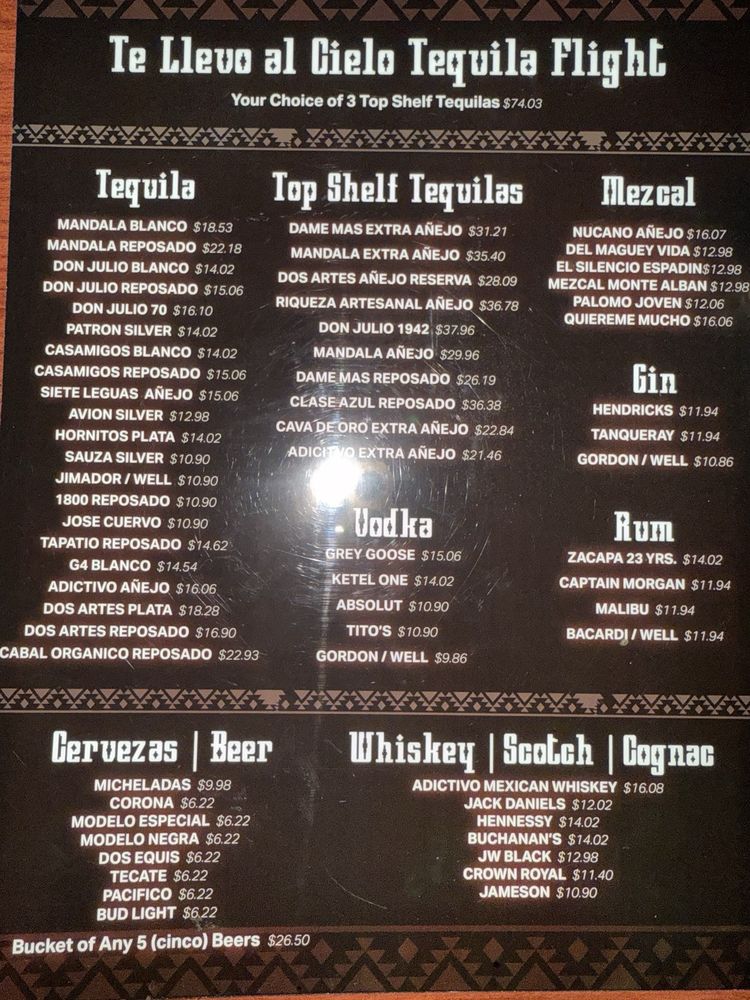 Te Llevo al Cielo Tequila Flight
Your Choice of 3 Top Shelf Tequilas $74.03
Tequila
MANDALA BLANCO $18.53
MANDALA REPOSADO $22.18
DON JULIO BLANCO $14.02
DON JULIO REPOSADO $15.06
DON JULIO 70 $16.10
PATRON SILVER $14.02
CASAMIGOS BLANCO $14.02
CASAMIGOS REPOSADO $15.06
SIETE LEGUAS AÑEJO $15.06
AVION SILVER $12.98
HORNITOS PLATA $14.02
SAUZA SILVER $10.90
JIMADOR / WELL $10.90
1800 REPOSADO $10.90
JOSE CUERVO $10.90
TAPATIO REPOSADO $14.62
G4 BLANCO $14.54
ADICTIVO AÑEJO $16.06
DOS ARTES PLATA $18.28
DOS ARTES REPOSADO $16.90
CABAL ORGANICO REPOSADO $22.93
Top Shelf Tequilas
DAME MAS EXTRA AÑEJO $31.21
MANDALA EXTRA AÑEJO $35.40
DOS ARTES AÑEJO RESERVA $28.09
RIQUEZA ARTESANAL AÑEJO $36.78
DON JULIO 1942 $37.96
MANDALA AÑEJO $29.96
DAME MAS REPOSADO $26.19
CLASE AZUL REPOSADO $36.38
CAVA DE ORO EXTRA AÑEJO $22.84
ADICITVO EXTRA AÑEJO $21.46
Vodka
GREY GOOSE $15.06
KETEL ONE $14.02
ABSOLUT $10.90
TITO'S $10.90
GORDON / WELL $9.86
Mezcal
NUCANO AÑEJO $16.07
DEL MAGUEY VIDA $12.98
EL SILENCIO ESPADIN$12.98
MEZCAL MONTE ALBAN $12.98
PALOMO JOVEN $12.06
QUIEREME MUCHO $16.06
Gin
HENDRICKS $11.94
TANQUERAY $11.94
GORDON / WELL $10.86
Rum
ZACAPA 23 YRS. $14.02
CAPTAIN MORGAN $11.94
MALIBU $11.94
BACARDI / WELL $11.94
Cervezas | Beer
MICHELADAS $9.98
CORONA $6.22
MODELO ESPECIAL $6.22
MODELO NEGRA $6.22
DOS EQUIS $6.22
TECATE $6.22
PACIFICO $6.22
BUD LIGHT $6.22
Bucket of Any 5 (cinco) Beers $26.50
Whiskey | Scotch | Cognac
ADICTIVO MEXICAN WHISKEY $16.08
JACK DANIELS $12.02
HENNESSY $14.02
BUCHANAN'S $14.02
JW BLACK $12.98
CROWN ROYAL $11.40
JAMESON $10.90